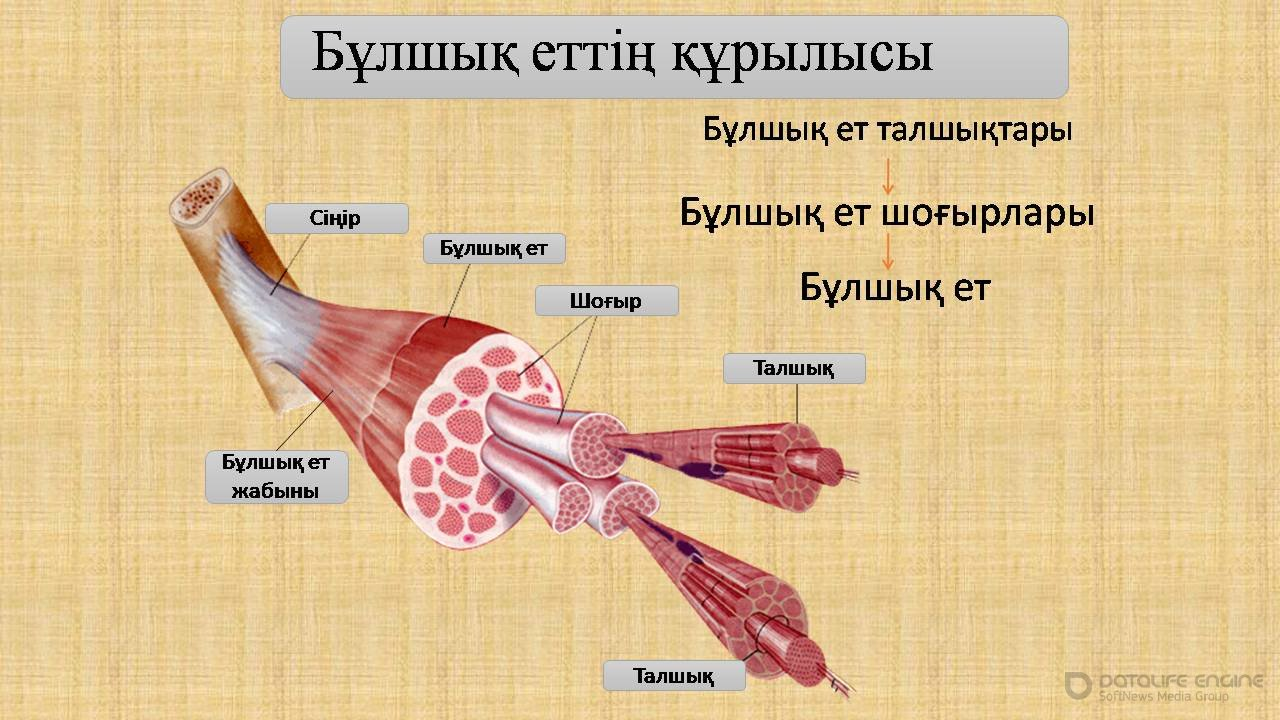 Бұлшық еттің құрылысы
Бұлшық ет талшықтары
Бұлшық ет шоғырлары
Бұлшық ет
Сіңір
Бұлшық ет
Шоғыр
Талшық
Бұлшық ет
жабыны
Талшық
DATALIFE ENGINE
SoftNews Media Group